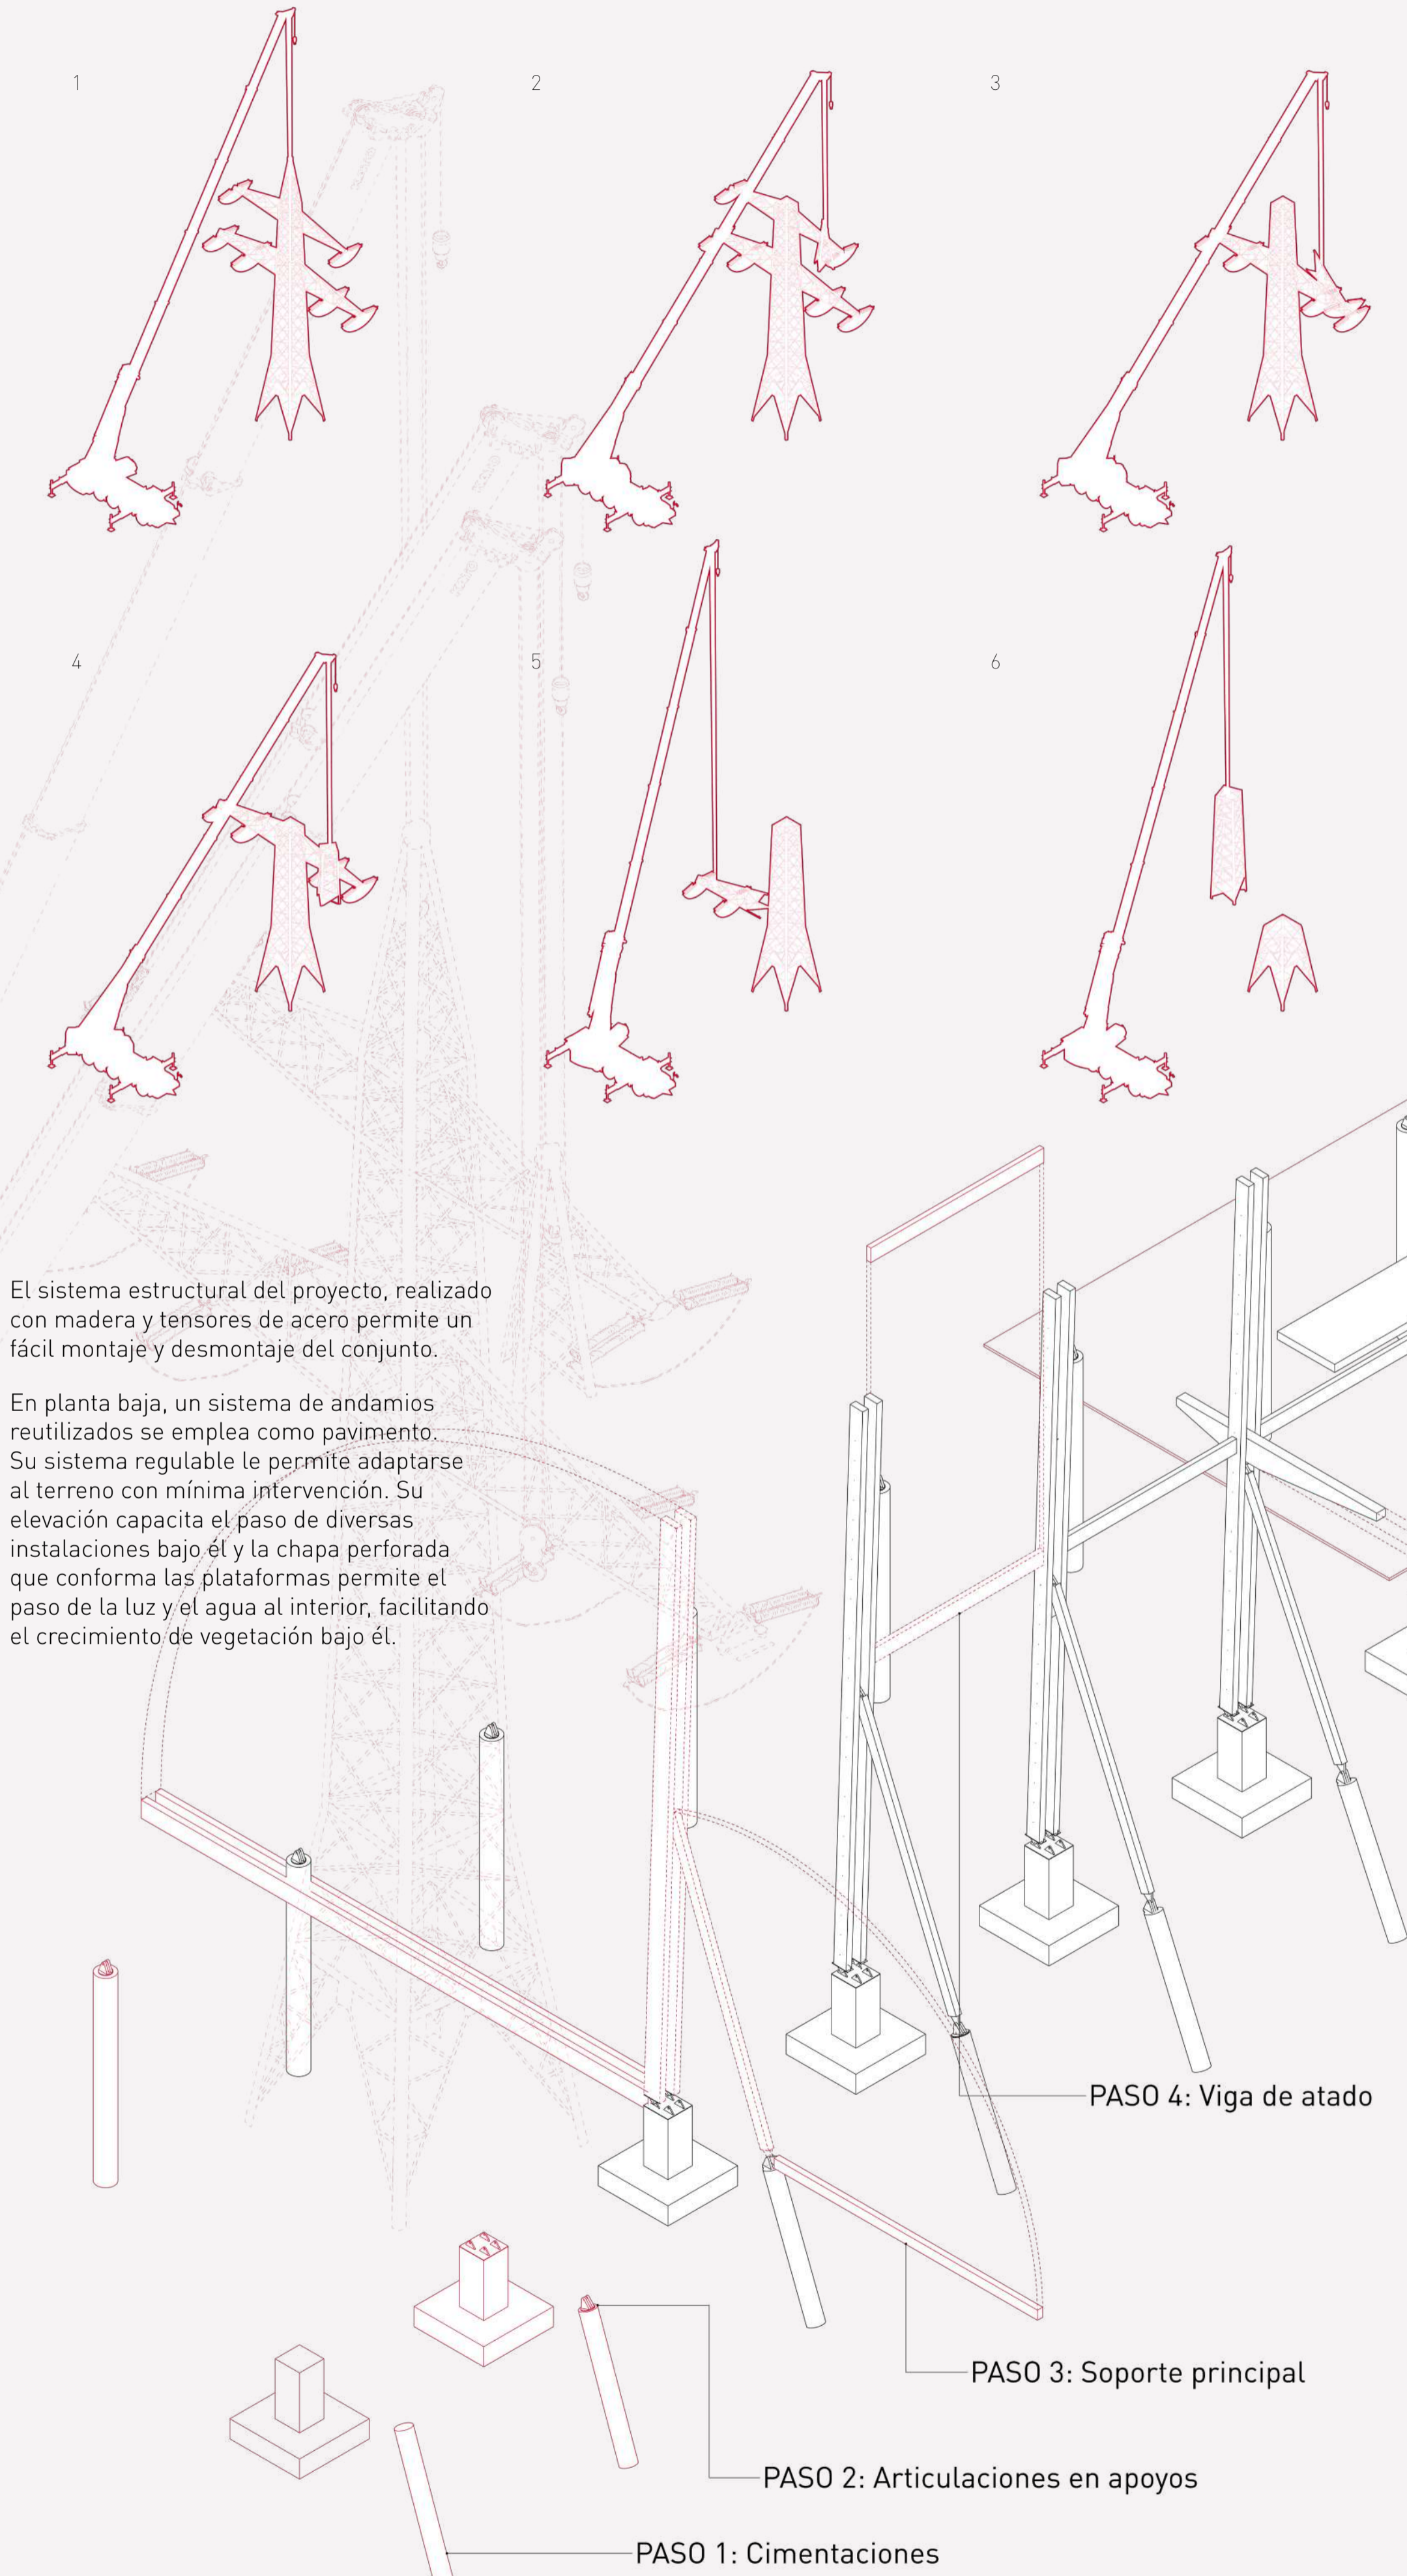 1
2
3
4
5
6
El sistema estructural del proyecto, realizado
con madera y tensores de acero permite un
fácil montaje y desmontaje del conjunto.
En planta baja, un sistema de andamios
reutilizados se emplea como pavimento.
Su sistema regulable le permite adaptarse
al terreno con mínima intervención. Su
elevación capacita el paso de diversas
instalaciones bajo él y la chapa perforada
que conforma las plataformas permite el
paso de la luz y el agua al interior, facilitando
el crecimiento de vegetación bajo él.
PASO 4: Viga de atado
PASO 3: Soporte principal
PASO 2: Articulaciones en apoyos
PASO 1: Cimentaciones